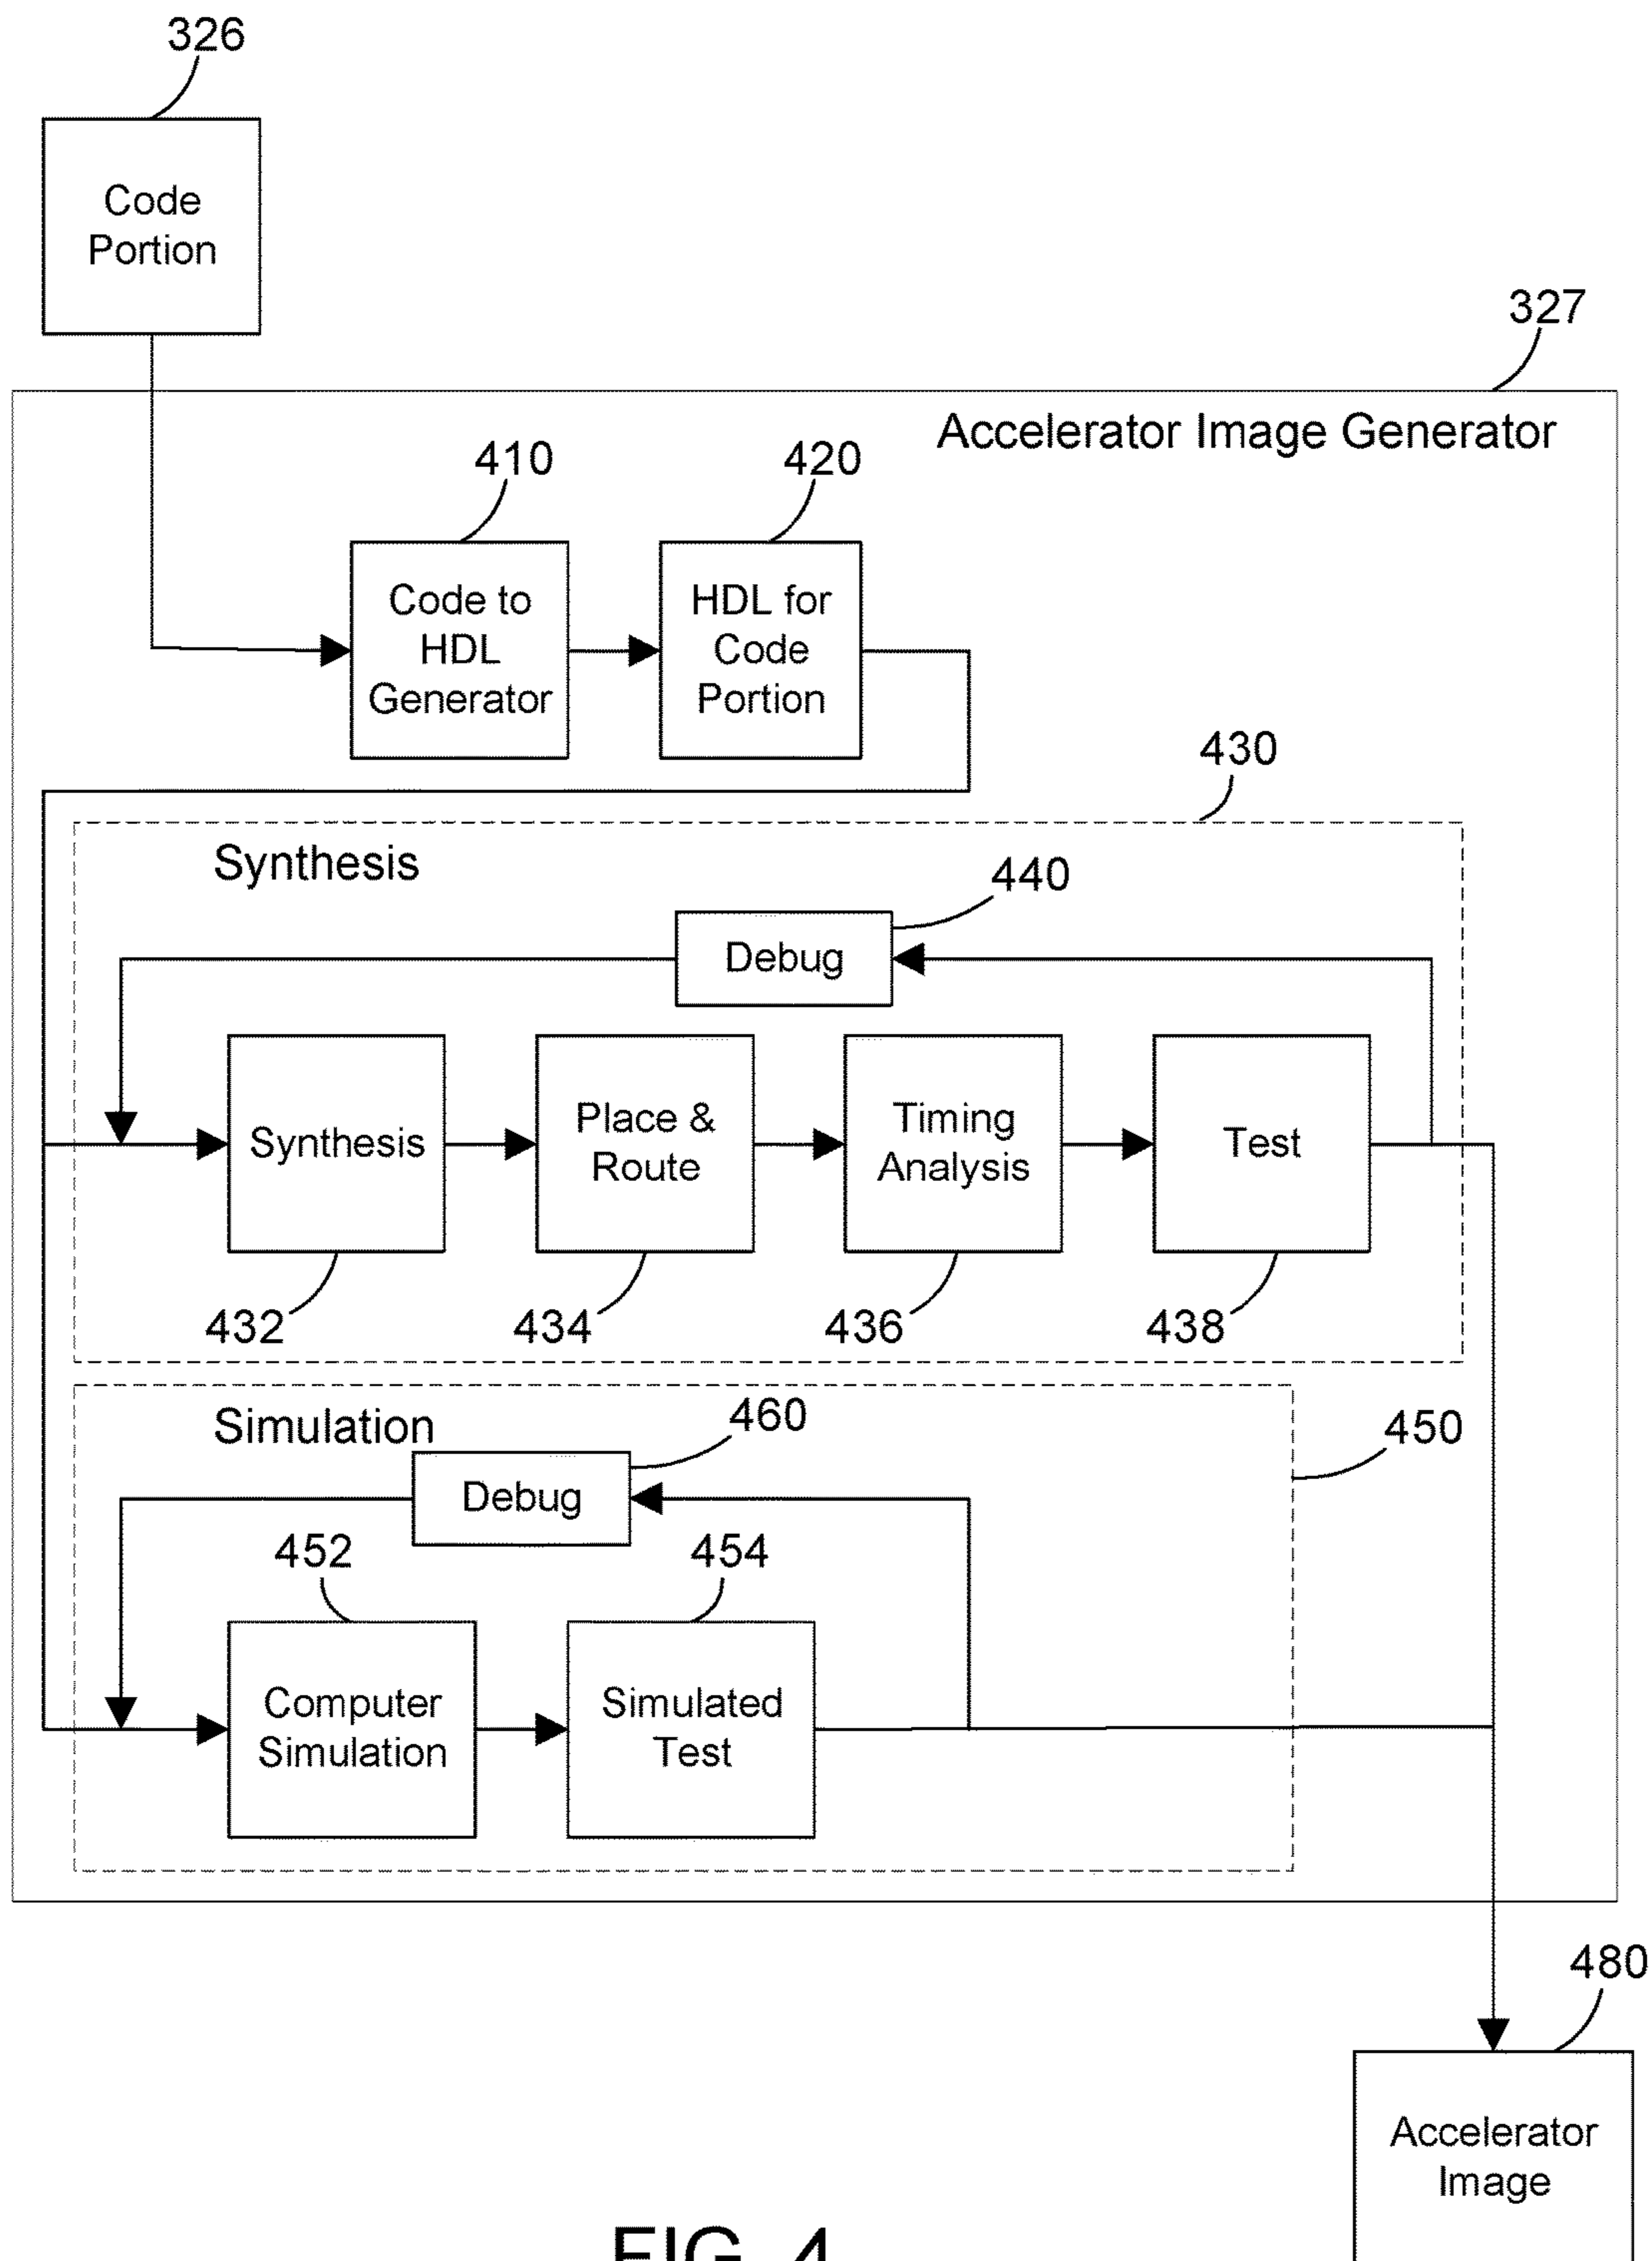 326
Code
Portion
327
Accelerator Image Generator
410
420
Code to
HDL
Generator
HDL for
Code
Portion
430
Synthesis
440
Debug
Synthesis
Place &
Route
Timing
Analysis
Test
432
434
436
438
Simulation
460
450
Debug
452
454
Computer
Simulation
Simulated
Test
480
Accelerator
Image
FIG. 4